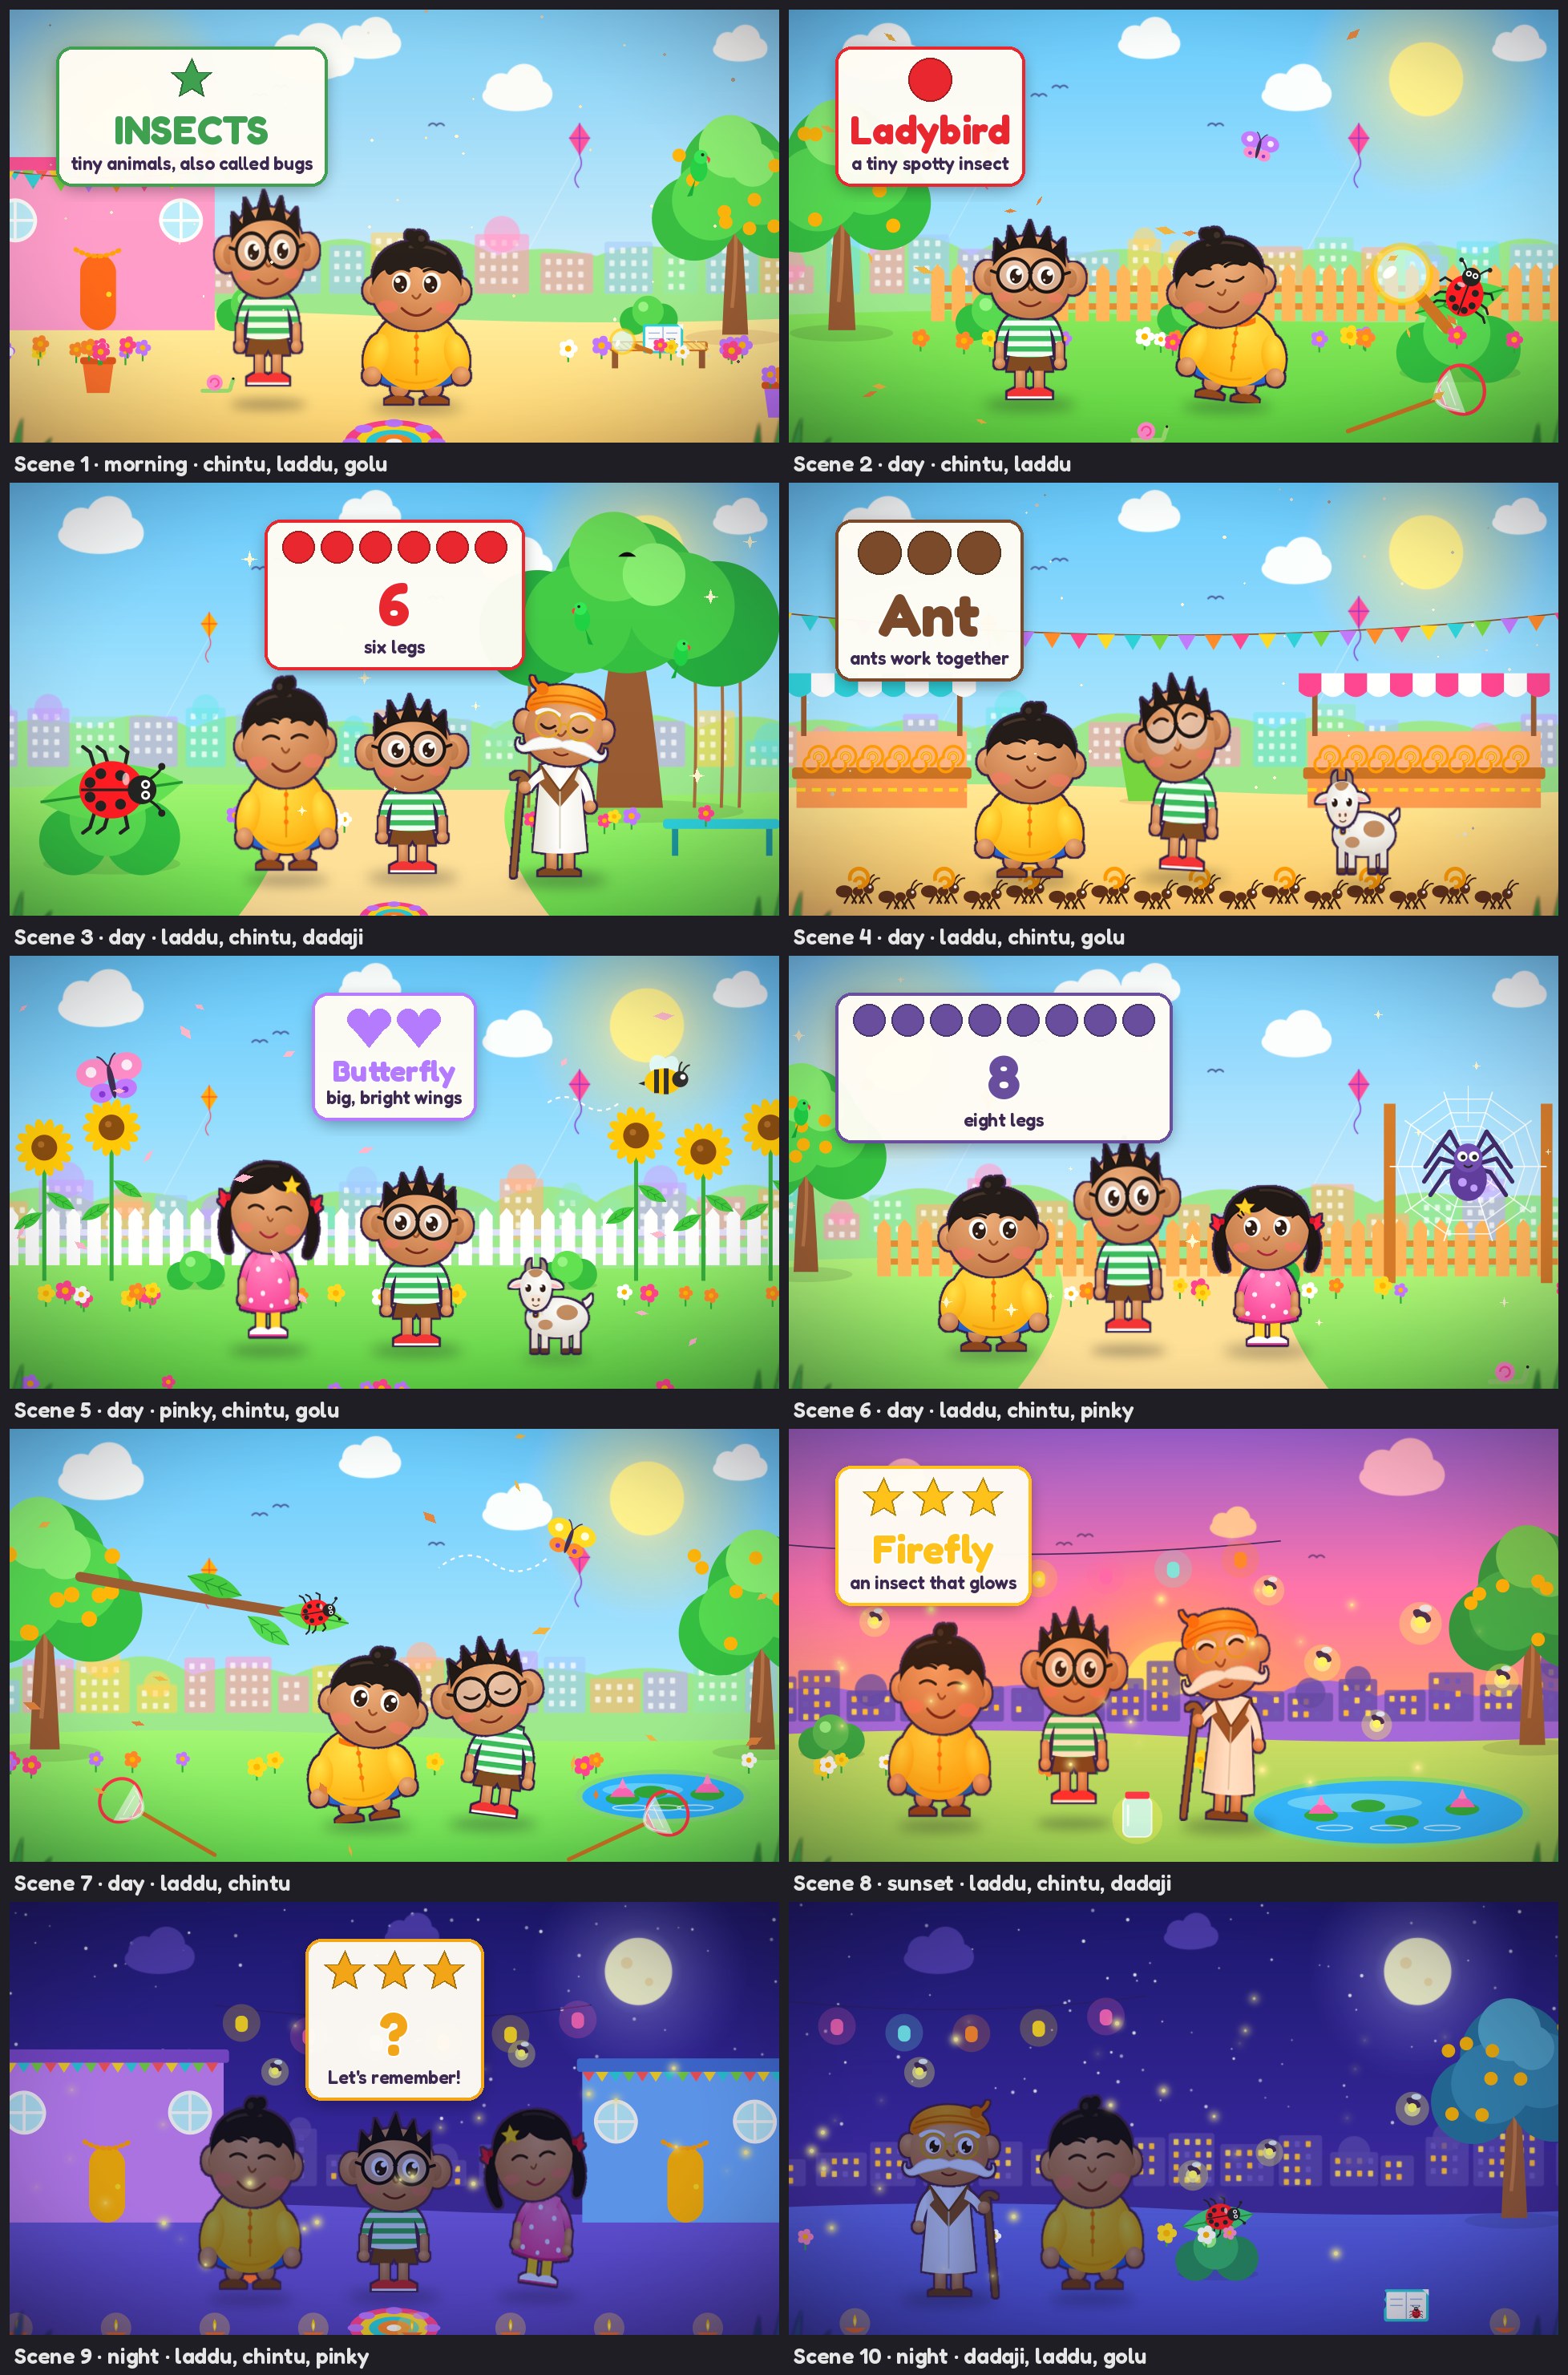 INSECTS
tiny animals, also called bugs
Scene 1 · morning · chintu, laddu, golu
Ladybird
a tiny spotty insect
Scene 2 · day · chintu, laddu
6
six legs
Scene 3 · day · laddu, chintu, dadaji
Ant
ants work together
Scene 4 · day · laddu, chintu, golu
Butterfly
big, bright wings
Scene 5 · day · pinky, chintu, golu
8
eight legs
Scene 6 · day · laddu, chintu, pinky
Scene 7 · day · laddu, chintu
Firefly
an insect that glows
Scene 8 · sunset · laddu, chintu, dadaji
?
Let's remember!
Scene 9 · night · laddu, chintu, pinky
Scene 10 · night · dadaji, laddu, golu